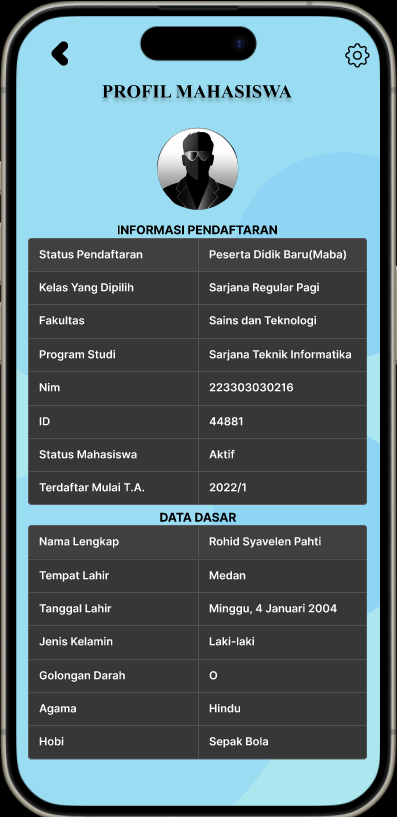 PROFIL MAHASISWA
INFORMASI PENDAFTARAN
Status Pendaftaran Peserta Didik Baru(Maba)
Kelas Yang Dipilih Sarjana Regular Pagi
Fakultas Sains dan Teknologi
Program Studi Sarjana Teknik Informatika
Nim 223303030216
ID 44881
Status Mahasiswa Aktif
Terdaftar Mulai T.A. 2022/1
DATA DASAR
Nama Lengkap Rohid Syavelen Pahti
Tempat Lahir Medan
Tanggal Lahir Minggu, 4 Januari 2004
Jenis Kelamin Laki-laki
Golongan Darah O
Agama Hindu
Hobi Sepak Bola